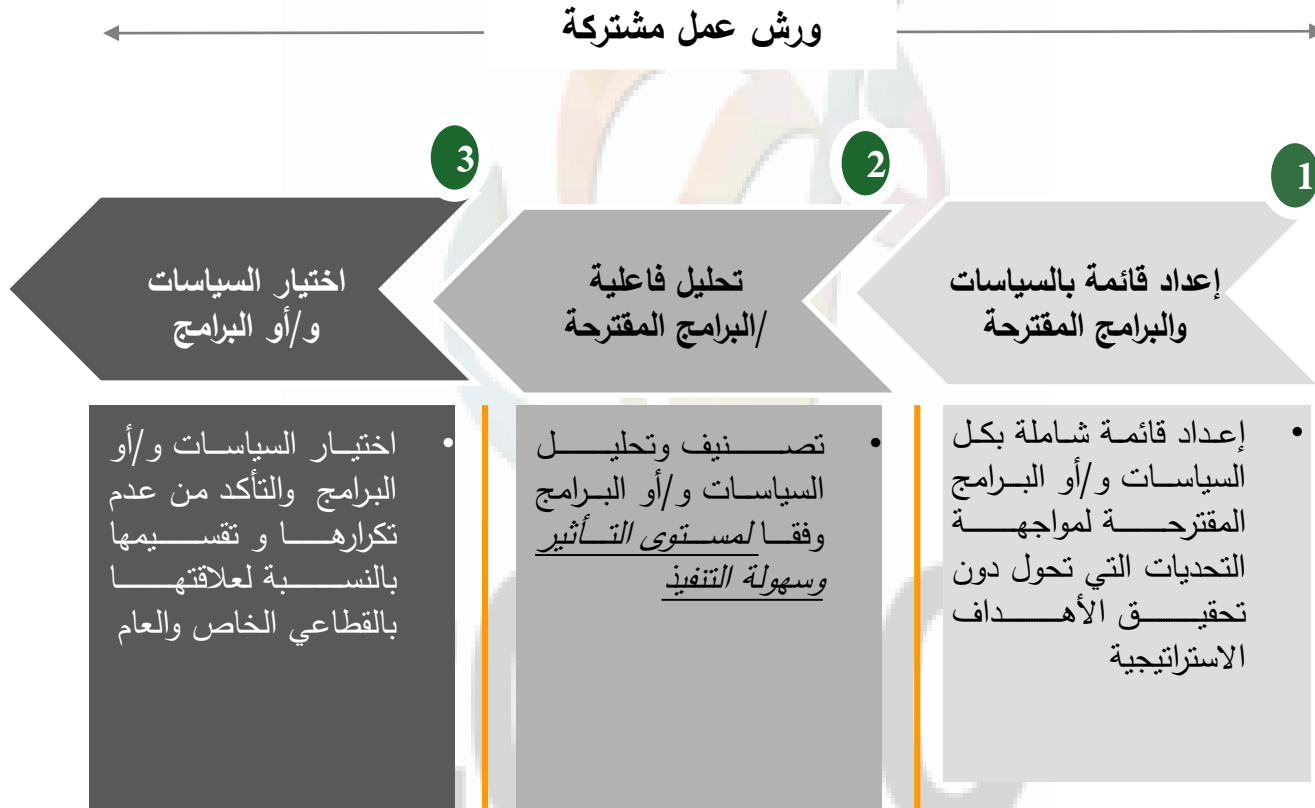 ورش عمل مشتركة
1
إعداد قائمة بالسياسات
والبرامج المقترحة
• إعداد قائمة شاملة بكل
السياسات و/أو البرامج
المقترحة لمواجهة
التحديات التي تحول دون
تحقيق الأهداف
الاستراتيجية
2
تحليل فاعلية
/البرامج المقترحة
• تصنيف وتحليل
السياسات و/أو البرامج
وفقا لمستوى التأثير
وسهولة التنفيذ
3
اختيار السياسات
و/أو البرامج
• اختيار السياسات و/أو
البرامج والتأكد من عدم
تكرارها و تقسيمها
بالنسبة لعلاقتها
بالقطاعي الخاص والعام